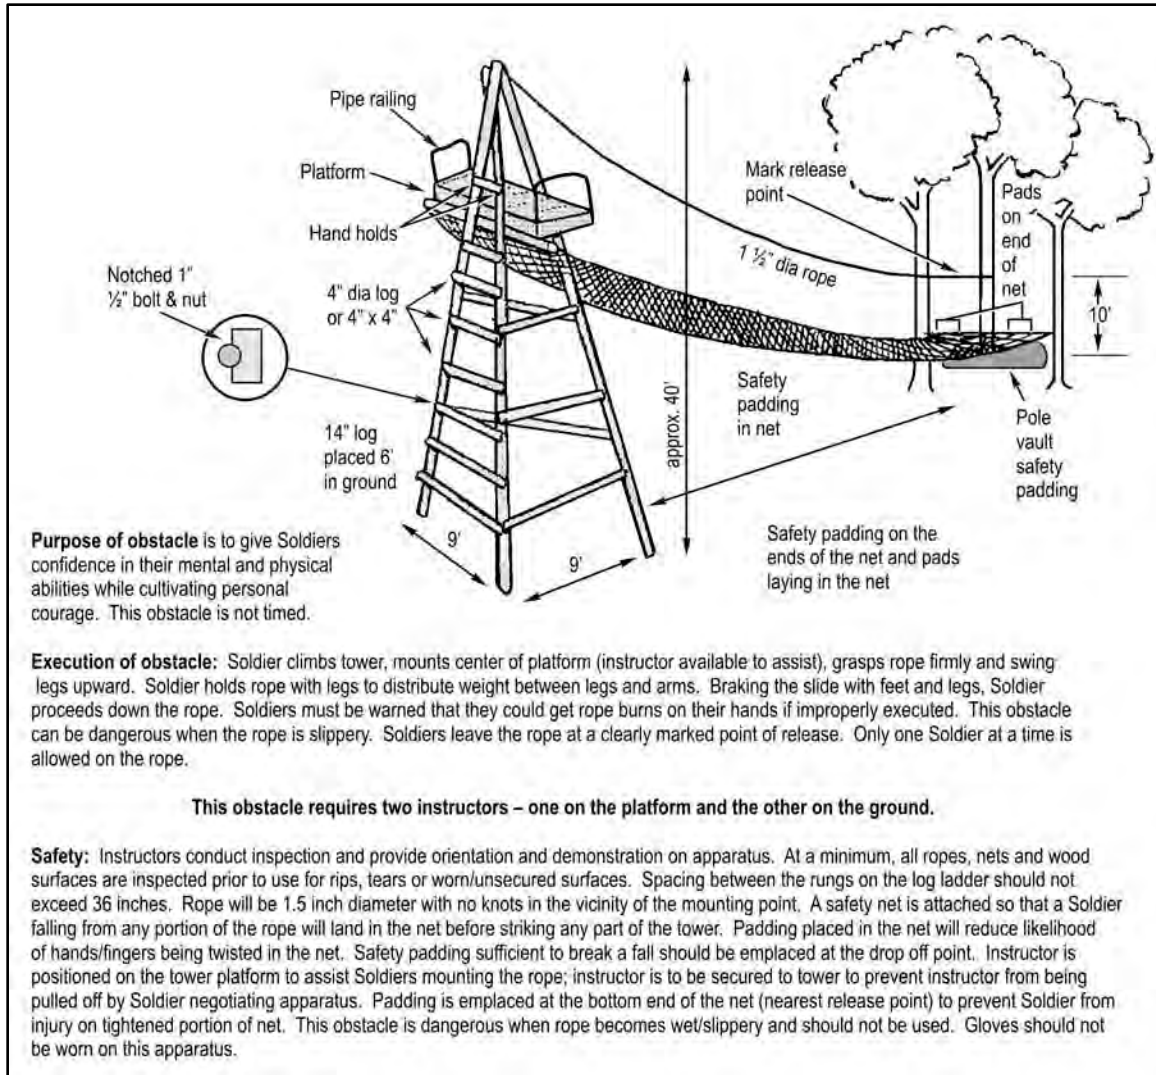 Pipe railing
Platform
Hand holds
Notched 1"
½" bolt & nut
4" dia log
or 4" x 4"
14" log
placed 6'
in ground
9'
9'
approx. 40'
1 ½" dia rope
Mark release
point
Pads
on
end
of
net
10'
Safety
padding
in net
Pole
vault
safety
padding
Safety padding on the
ends of the net and pads
laying in the net
Purpose of obstacle is to give Soldiers
confidence in their mental and physical
abilities while cultivating personal
courage. This obstacle is not timed.
Execution of obstacle: Soldier climbs tower, mounts center of platform (instructor available to assist), grasps rope firmly and swing
legs upward. Soldier holds rope with legs to distribute weight between legs and arms. Braking the slide with feet and legs, Soldier
proceeds down the rope. Soldiers must be warned that they could get rope burns on their hands if improperly executed. This obstacle
can be dangerous when the rope is slippery. Soldiers leave the rope at a clearly marked point of release. Only one Soldier at a time is
allowed on the rope.
This obstacle requires two instructors – one on the platform and the other on the ground.
Safety: Instructors conduct inspection and provide orientation and demonstration on apparatus. At a minimum, all ropes, nets and wood
surfaces are inspected prior to use for rips, tears or worn/unsecured surfaces. Spacing between the rungs on the log ladder should not
exceed 36 inches. Rope will be 1.5 inch diameter with no knots in the vicinity of the mounting point. A safety net is attached so that a Soldier
falling from any portion of the rope will land in the net before striking any part of the tower. Padding placed in the net will reduce likelihood
of hands/fingers being twisted in the net. Safety padding sufficient to break a fall should be emplaced at the drop off point. Instructor is
positioned on the tower platform to assist Soldiers mounting the rope; instructor is to be secured to tower to prevent instructor from being
pulled off by Soldier negotiating apparatus. Padding is emplaced at the bottom end of the net (nearest release point) to prevent Soldier from
injury on tightened portion of net. This obstacle is dangerous when rope becomes wet/slippery and should not be used. Gloves should not
be worn on this apparatus.